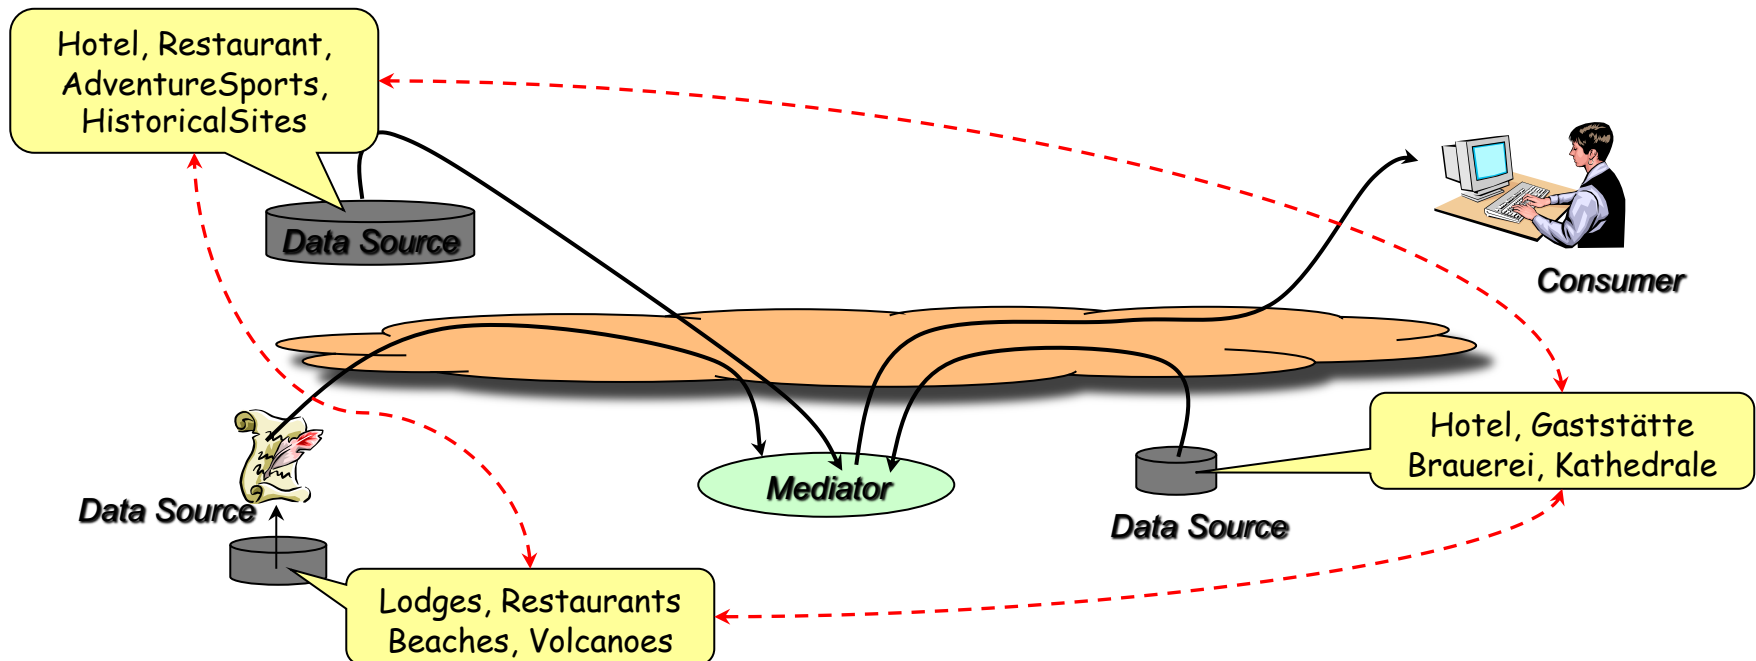 Hotel, Restaurant,
AdventureSports,
HistoricalSites
Data Source
Consumer
Hotel, Gaststätte
Brauerei, Kathedrale
Mediator
Data Source
Data Source
Lodges, Restaurants
Beaches, Volcanoes